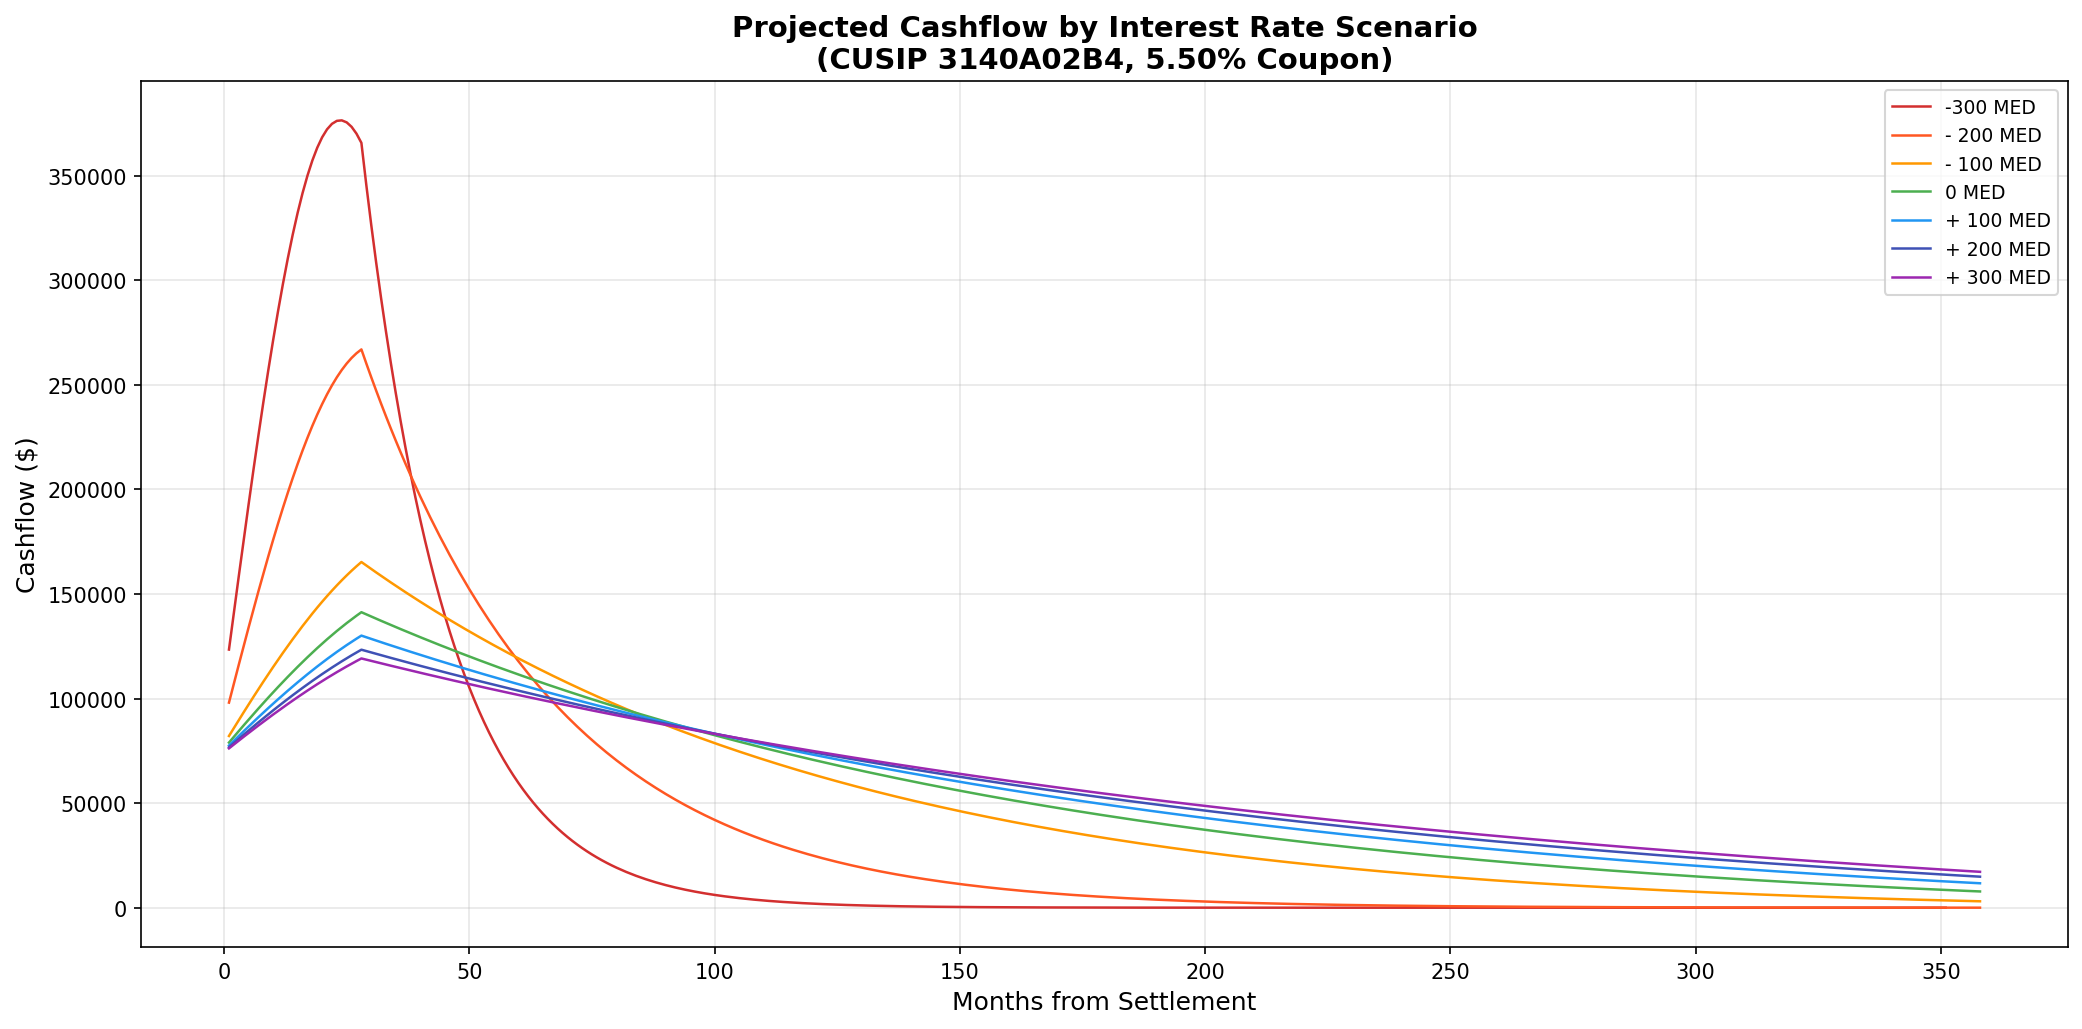 Projected Cashflow by Interest Rate Scenario
(CUSIP 3140A02B4, 5.50% Coupon)
-300 MED
- 200 MED
- 100 MED
0 MED
+ 100 MED
+ 200 MED
+ 300 MED
Cashflow ($)
350000
300000
250000
200000
150000
100000
50000
0
0 50 100 150 200 250 300 350
Months from Settlement